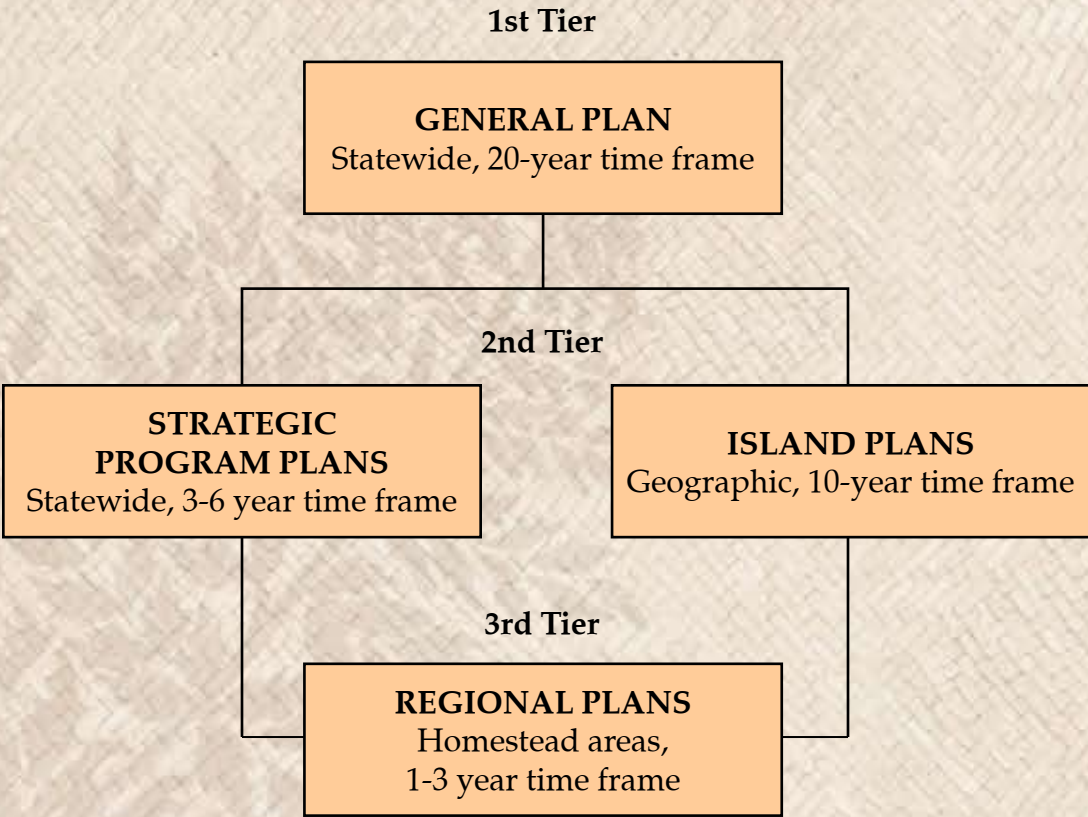 1st Tier
GENERAL PLAN
Statewide, 20-year time frame
2nd Tier
STRATEGIC
PROGRAM PLANS
Statewide, 3-6 year time frame
ISLAND PLANS
Geographic, 10-year time frame
3rd Tier
REGIONAL PLANS
Homestead areas,
1-3 year time frame